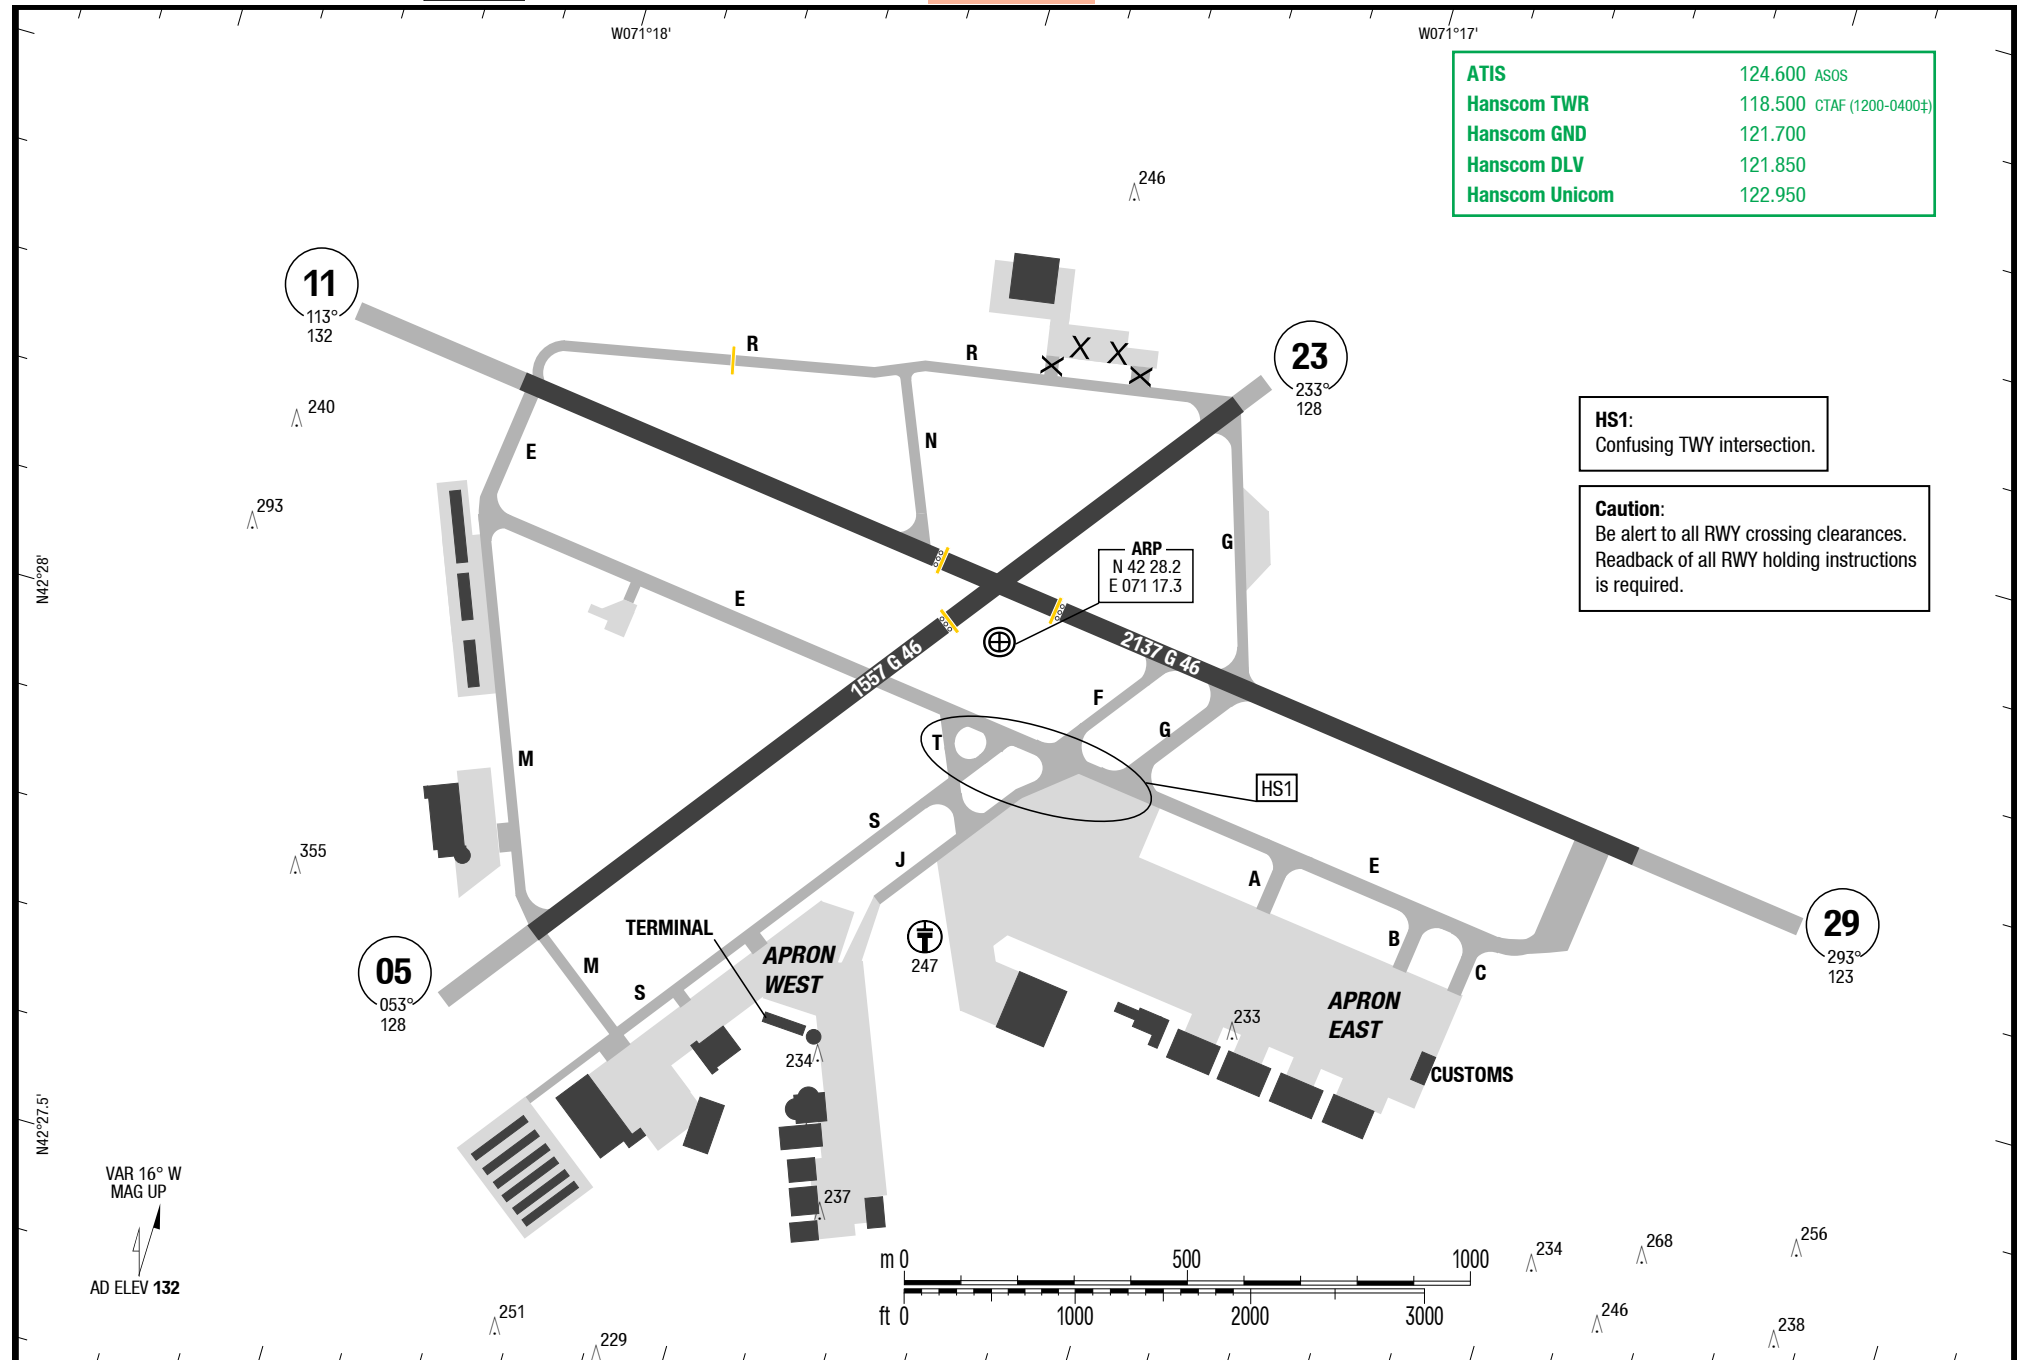 W071°18'
W071°17'
ATIS 124.600 ASOS
Hanscom TWR 118.500 CTAF (1200-0400‡)
Hanscom GND 121.700
Hanscom DLV 121.850
Hanscom Unicom 122.950
246
11
113°
132
R
R
23
233°
128
240
E
N
HS1:
Confusing TWY intersection.
293
Caution:
Be alert to all RWY crossing clearances.
Readback of all RWY holding instructions
is required.
G
ARP
N 42 28.2
E 071 17.3
N42°28'
E
1557 G 46
2137 G 46
F
G
T
M
HS1
S
J
355
A
E
TERMINAL
B
29
293°
123
05
053°
128
M
S
APRON
WEST
247
C
APRON
EAST
233
234
CUSTOMS
N42°27.5'
VAR 16° W
MAG UP
AD ELEV 132
237
m 0 500 1000
ft 0 1000 2000 3000
234
268
256
251
229
246
238